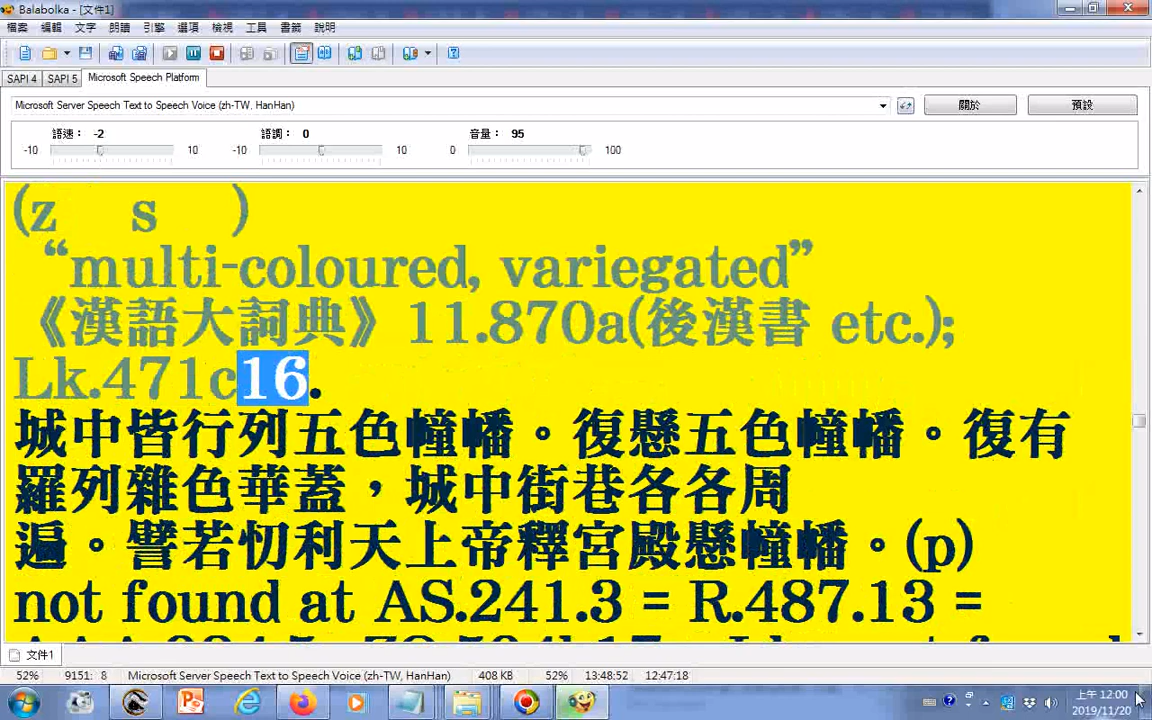 Balabolka - [文件1]
檔案 編輯 文字 朗讀 引擎 選項 檢視 工具 書籤 說明
SAPI 4 SAPI 5 Microsoft Speech Platform
Microsoft Server Speech Text to Speech Voice (zh-TW, HanHan) 關於 預設
語速： -2 語調： 0 音量： 95
-10 10 -10 10 0 100
(z s )
“multi-coloured, variegated”
《漢語大詞典》11.870a(後漢書 etc.);
Lk.471c16.
城中皆行列五色幢幡。復懸五色幢幡。復有
羅列雜色華蓋，城中街巷各各周
遍。譬若忉利天上帝釋宮殿懸幢幡。(p)
not found at AS.241.3 = R.487.13 =
文件1
52% 9151: 8 Microsoft Server Speech Text to Speech Voice (zh-TW, HanHan) 408 KB 52% 13:48:52 12:47:18
上午 12:00
2019/11/20